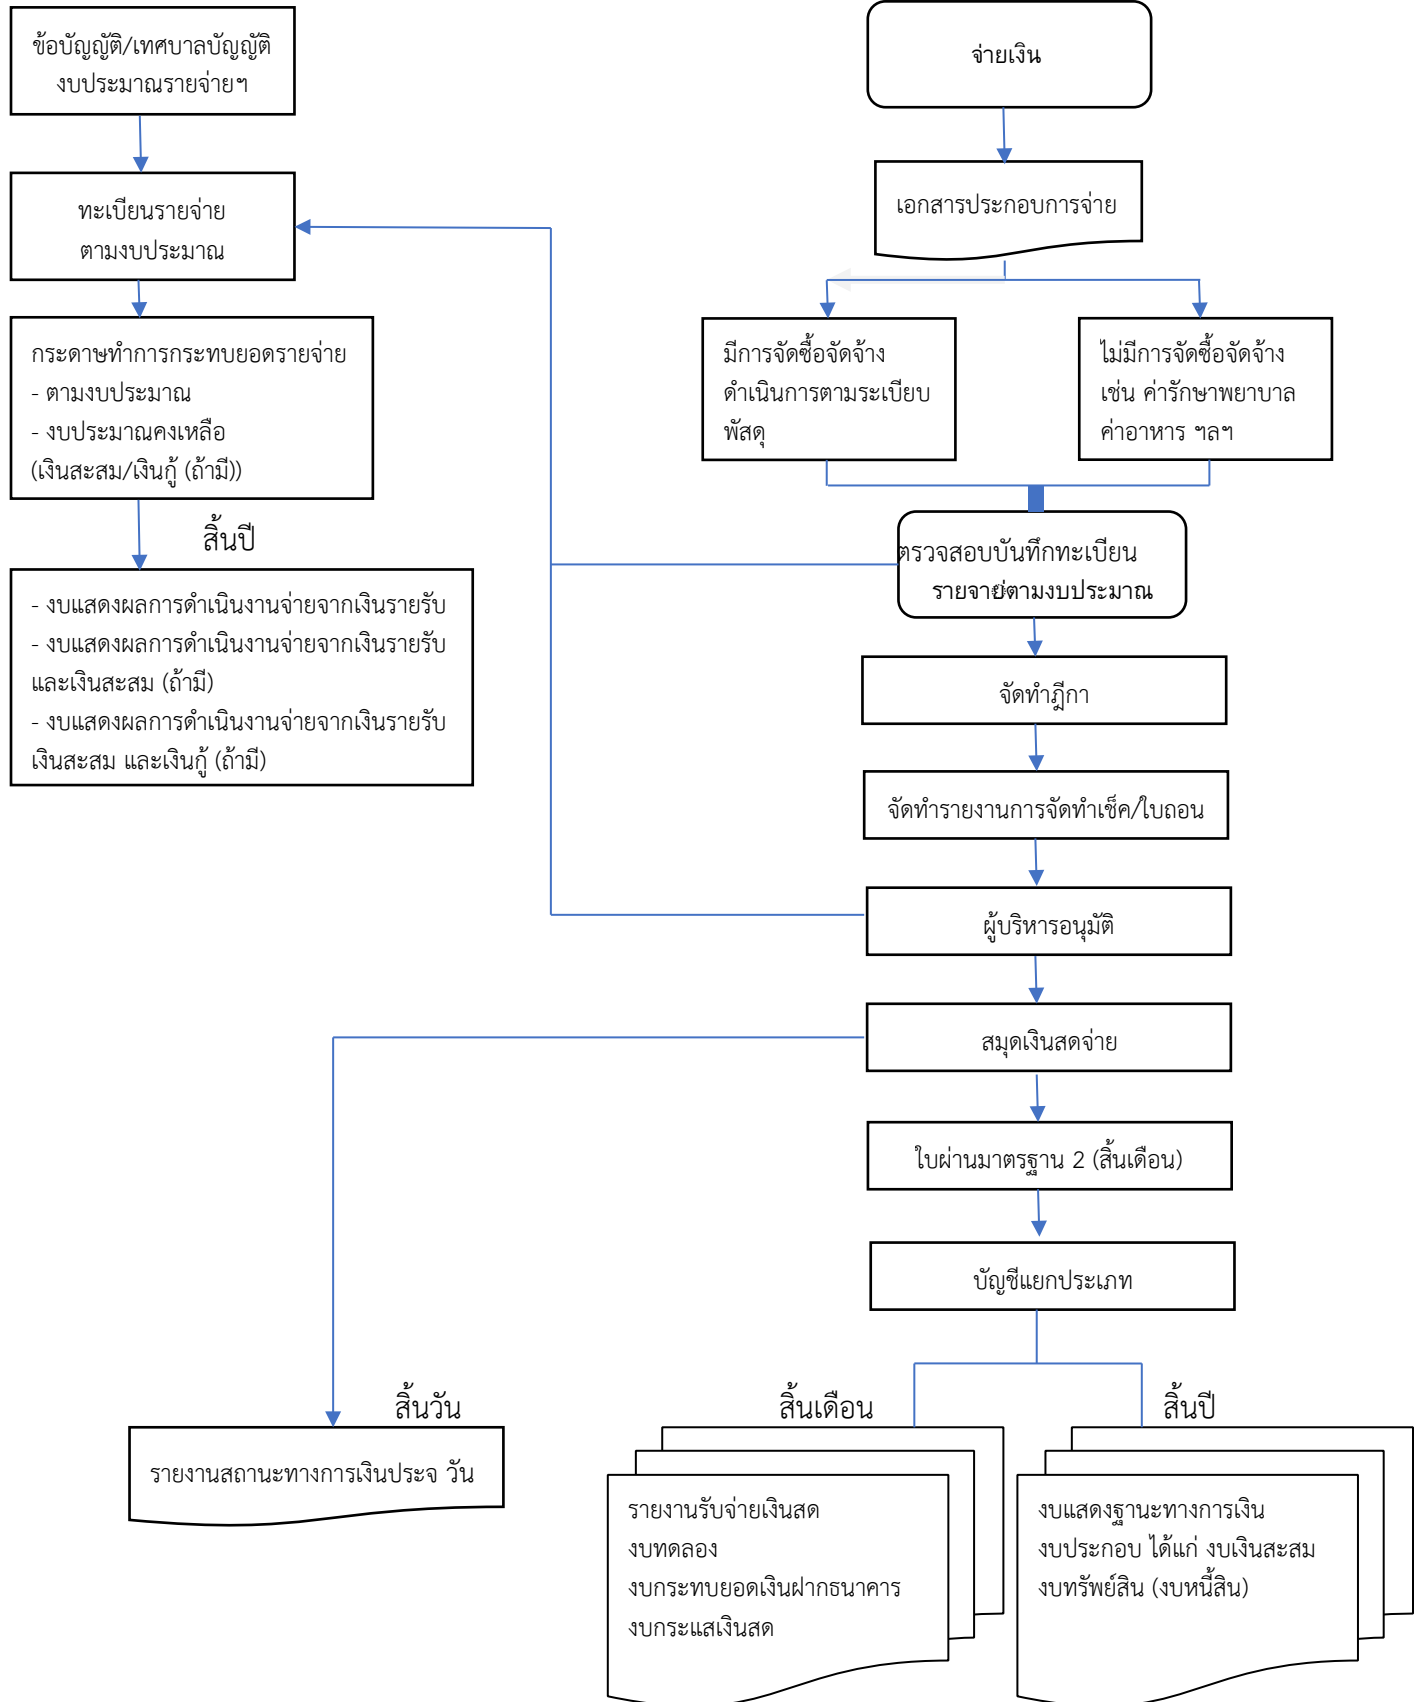 ข้อบัญญัติ/เทศบาลบัญญัติ
งบประมาณรายจ่ายฯ
ทะเบียนรายจ่าย
ตามงบประมาณ
กระดาษทำการกระทบยอดรายจ่าย
- ตามงบประมาณ
- งบประมาณคงเหลือ
(เงินสะสม/เงินกู้ (ถ้ามี))
สิ้นปี
- งบแสดงผลการดำเนินงานจ่ายจากเงินรายรับ
- งบแสดงผลการดำเนินงานจ่ายจากเงินรายรับ
และเงินสะสม (ถ้ามี)
- งบแสดงผลการดำเนินงานจ่ายจากเงินรายรับ
เงินสะสม และเงินกู้ (ถ้ามี)
จ่ายเงิน
เอกสารประกอบการจ่าย
มีการจัดซื้อจัดจ้าง
ดำเนินการตามระเบียบ
พัสดุ
ไม่มีการจัดซื้อจัดจ้าง
เช่น ค่ารักษาพยาบาล
ค่าอาหาร ฯลฯ
ตรวจสอบบันทึกทะเบียน
รายจ่ายตามงบประมาณ
จัดทำฎีกา
จัดทำรายงานการจัดทำเช็ค/ใบถอน
ผู้บริหารอนุมัติ
สมุดเงินสดจ่าย
ใบผ่านมาตรฐาน 2 (สิ้นเดือน)
บัญชีแยกประเภท
สิ้นวัน
รายงานสถานะทางการเงินประจ วัน
สิ้นเดือน
รายงานรับจ่ายเงินสด
งบทดลอง
งบกระทบยอดเงินฝากธนาคาร
งบกระแสเงินสด
สิ้นปี
งบแสดงฐานะทางการเงิน
งบประกอบ ได้แก่ งบเงินสะสม
งบทรัพย์สิน (งบหนี้สิน)